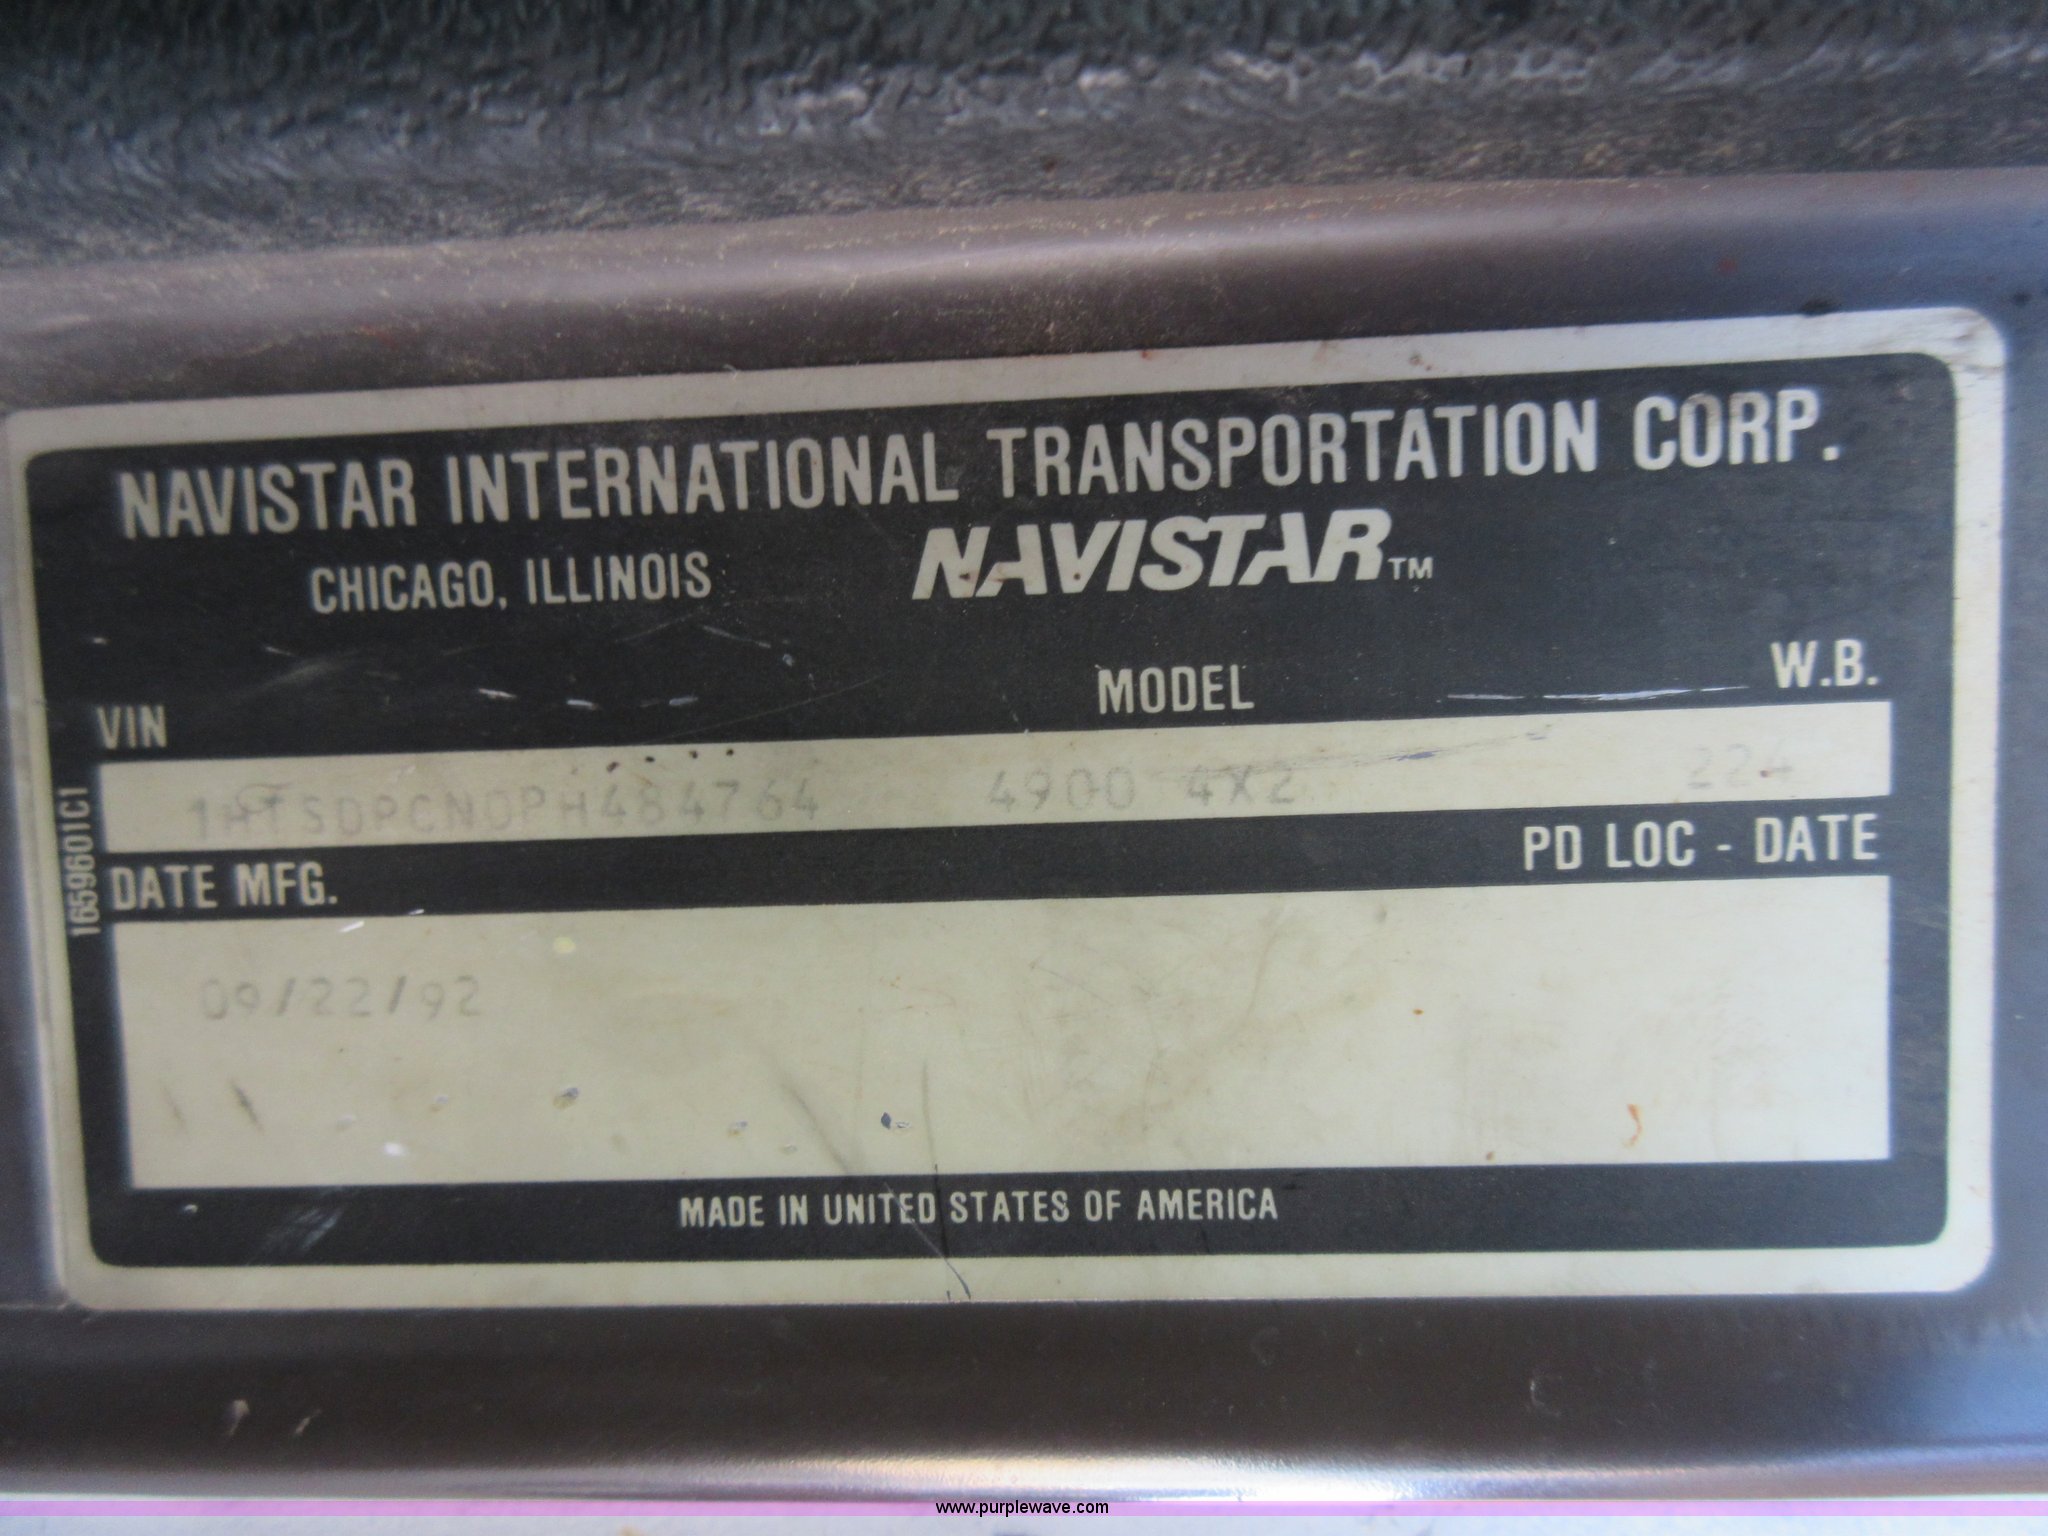 NAVISTAR INTERNATIONAL TRANSPORTATION CORP.
CHICAGO, ILLINOIS NAVISTAR™
VIN MODEL W.B.
1HTSDPCN0PH484764 4900 4X2 224
DATE MFG. PD LOC - DATE
09/22/92
1659601C1
MADE IN UNITED STATES OF AMERICA
www.purplewave.com